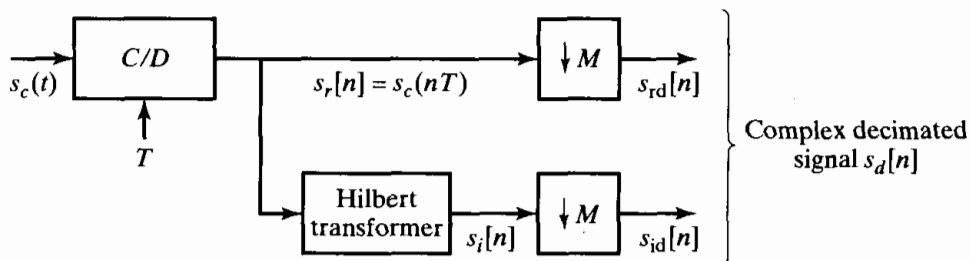 C/D
↓ M
s_c(t)
s_r[n] = s_c(nT)
s_rd[n]
T
Complex decimated
signal s_d[n]
Hilbert
transformer
↓ M
s_i[n]
s_id[n]